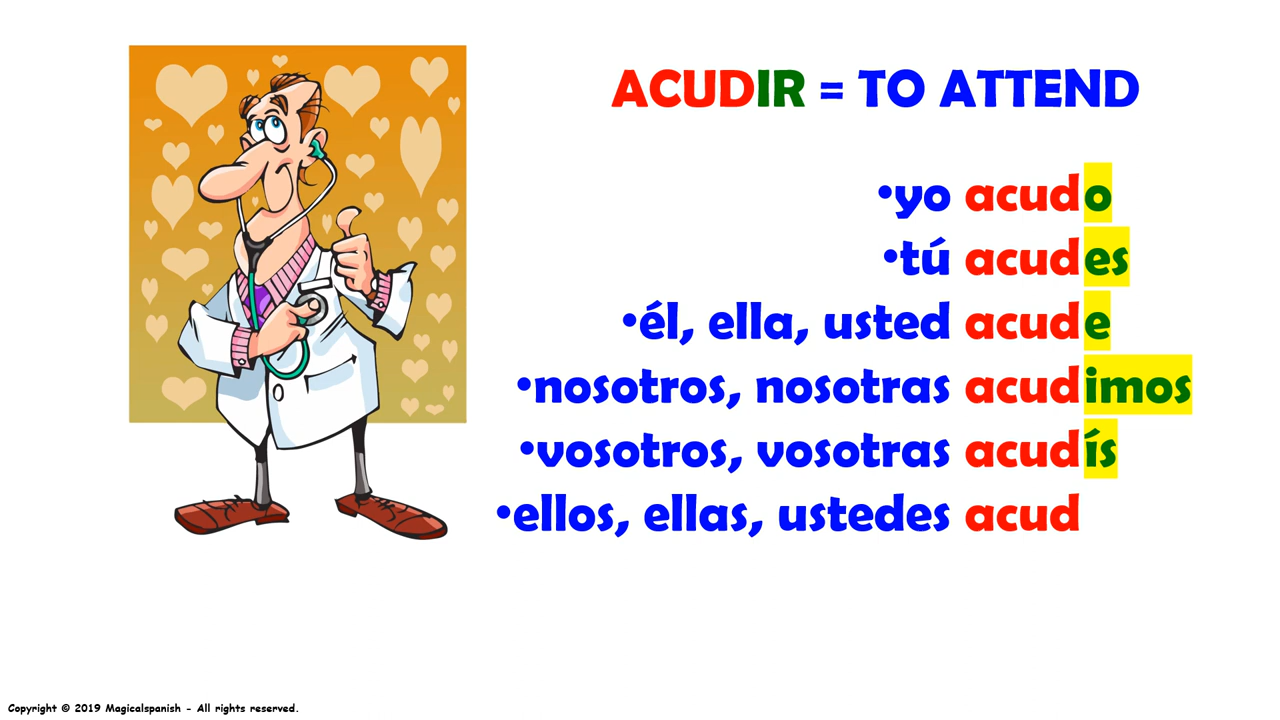 ACUDIR = TO ATTEND
•yo acudo
•tú acudes
•él, ella, usted acude
•nosotros, nosotras acudimos
•vosotros, vosotras acudís
•ellos, ellas, ustedes acud
Copyright © 2019 Magicalspanish - All rights reserved.